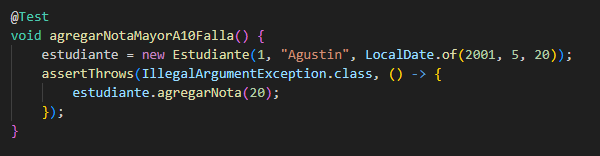 @Test
void agregarNotaMayorA10Falla() {
    estudiante = new Estudiante(1, "Agustin", LocalDate.of(2001, 5, 20));
    assertThrows(IllegalArgumentException.class, () -> {
        estudiante.agregarNota(20);
    });
}